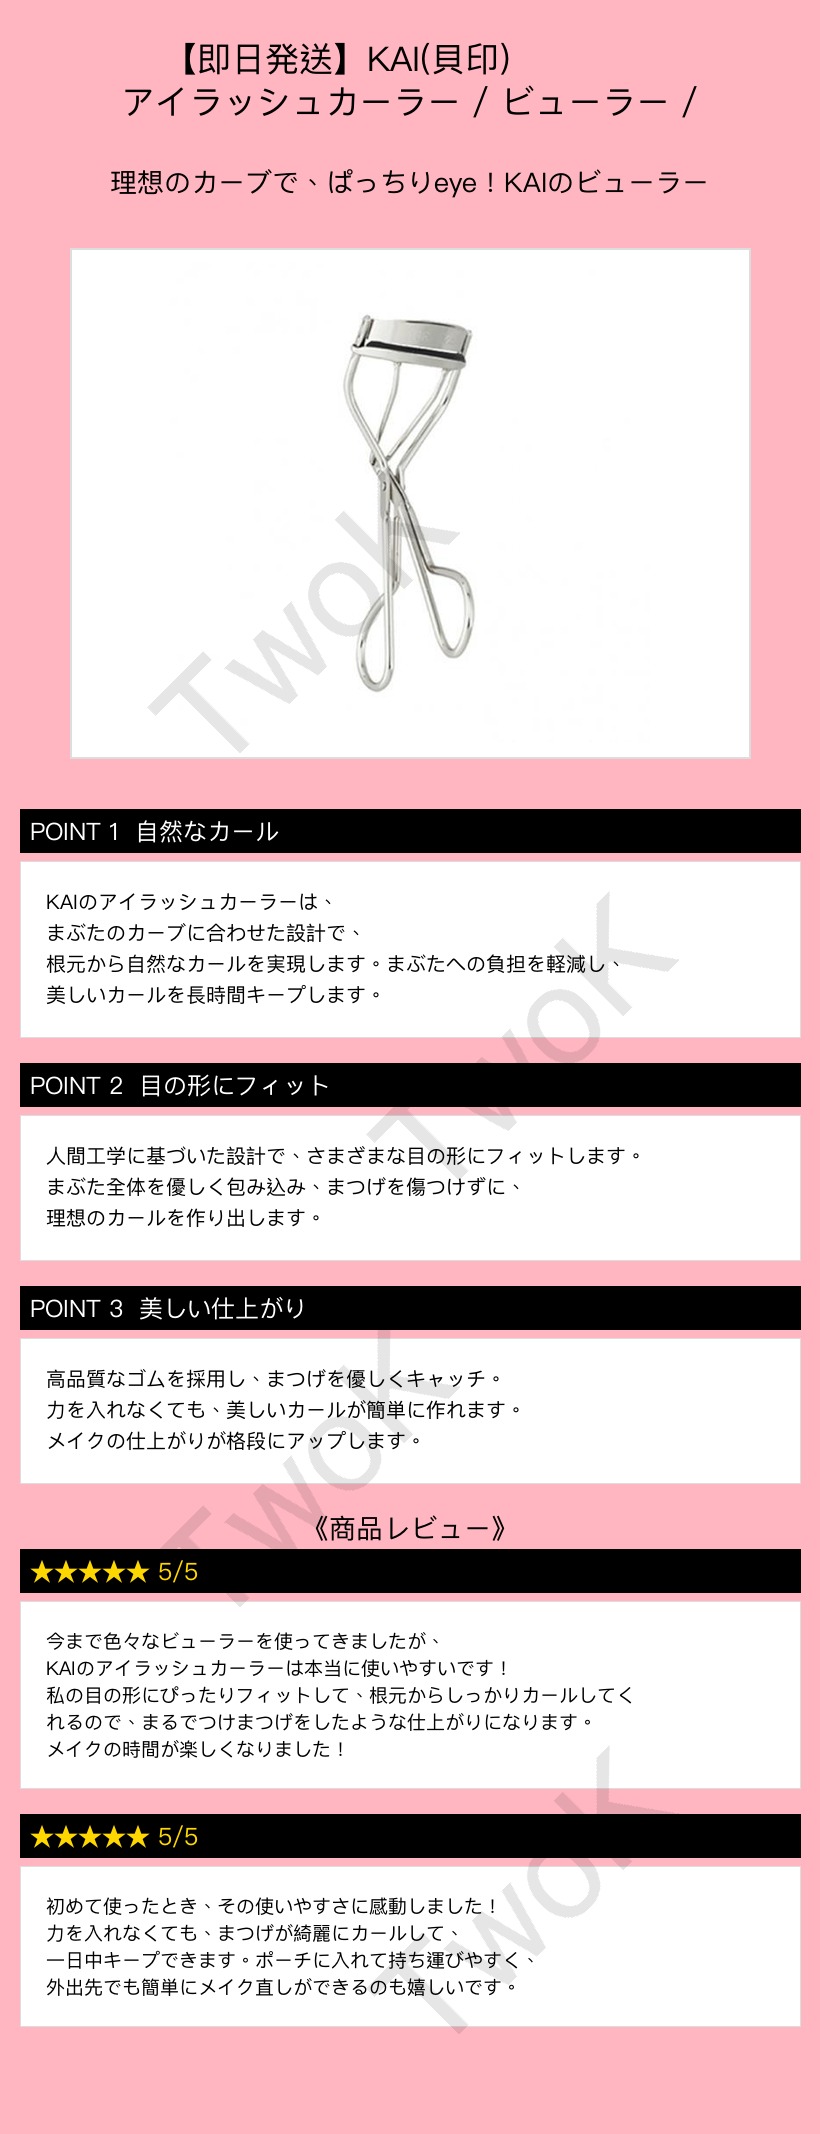 【即日発送】KAI(貝印)
アイラッシュカーラー / ビューラー /
理想のカーブで、ぱっちりeye！KAIのビューラー
TwoK
POINT 1 自然なカール
KAIのアイラッシュカーラーは、
まぶたのカーブに合わせた設計で、
根元から自然なカールを実現します。まぶたへの負担を軽減し、
美しいカールを長時間キープします。
TwoK
POINT 2 目の形にフィット
人間工学に基づいた設計で、さまざまな目の形にフィットします。
まぶた全体を優しく包み込み、まつげを傷つけずに、
理想のカールを作り出します。
POINT 3 美しい仕上がり
高品質なゴムを採用し、まつげを優しくキャッチ。
力を入れなくても、美しいカールが簡単に作れます。
メイクの仕上がりが格段にアップします。
TwoK
《商品レビュー》
★★★★★ 5/5
今まで色々なビューラーを使ってきましたが、
KAIのアイラッシュカーラーは本当に使いやすいです！
私の目の形にぴったりフィットして、根元からしっかりカールしてく
れるので、まるでつけまつげをしたような仕上がりになります。
メイクの時間が楽しくなりました！
★★★★★ 5/5
初めて使ったとき、その使いやすさに感動しました！
力を入れなくても、まつげが綺麗にカールして、
一日中キープできます。ポーチに入れて持ち運びやすく、
外出先でも簡単にメイク直しができるのも嬉しいです。
TwoK